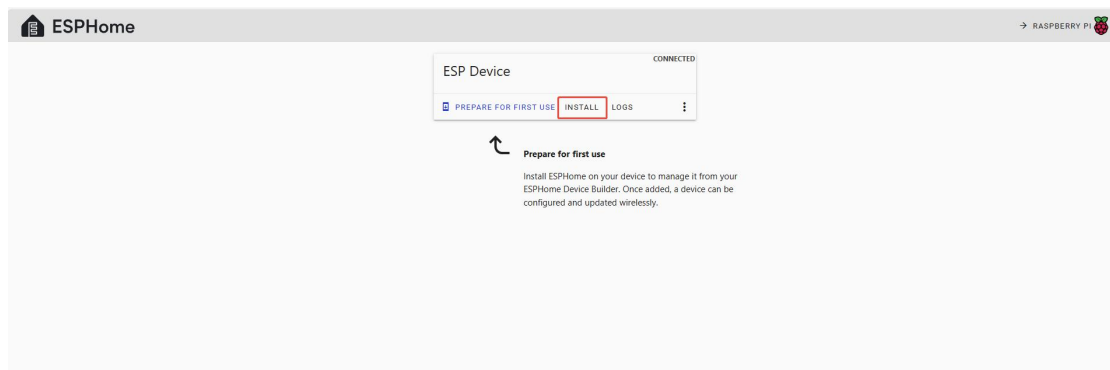 ESPHome
→ RASPBERRY PI
ESP Device
CONNECTED
PREPARE FOR FIRST USE INSTALL LOGS
Prepare for first use
Install ESPHome on your device to manage it from your
ESPHome Device Builder. Once added, a device can be
configured and updated wirelessly.